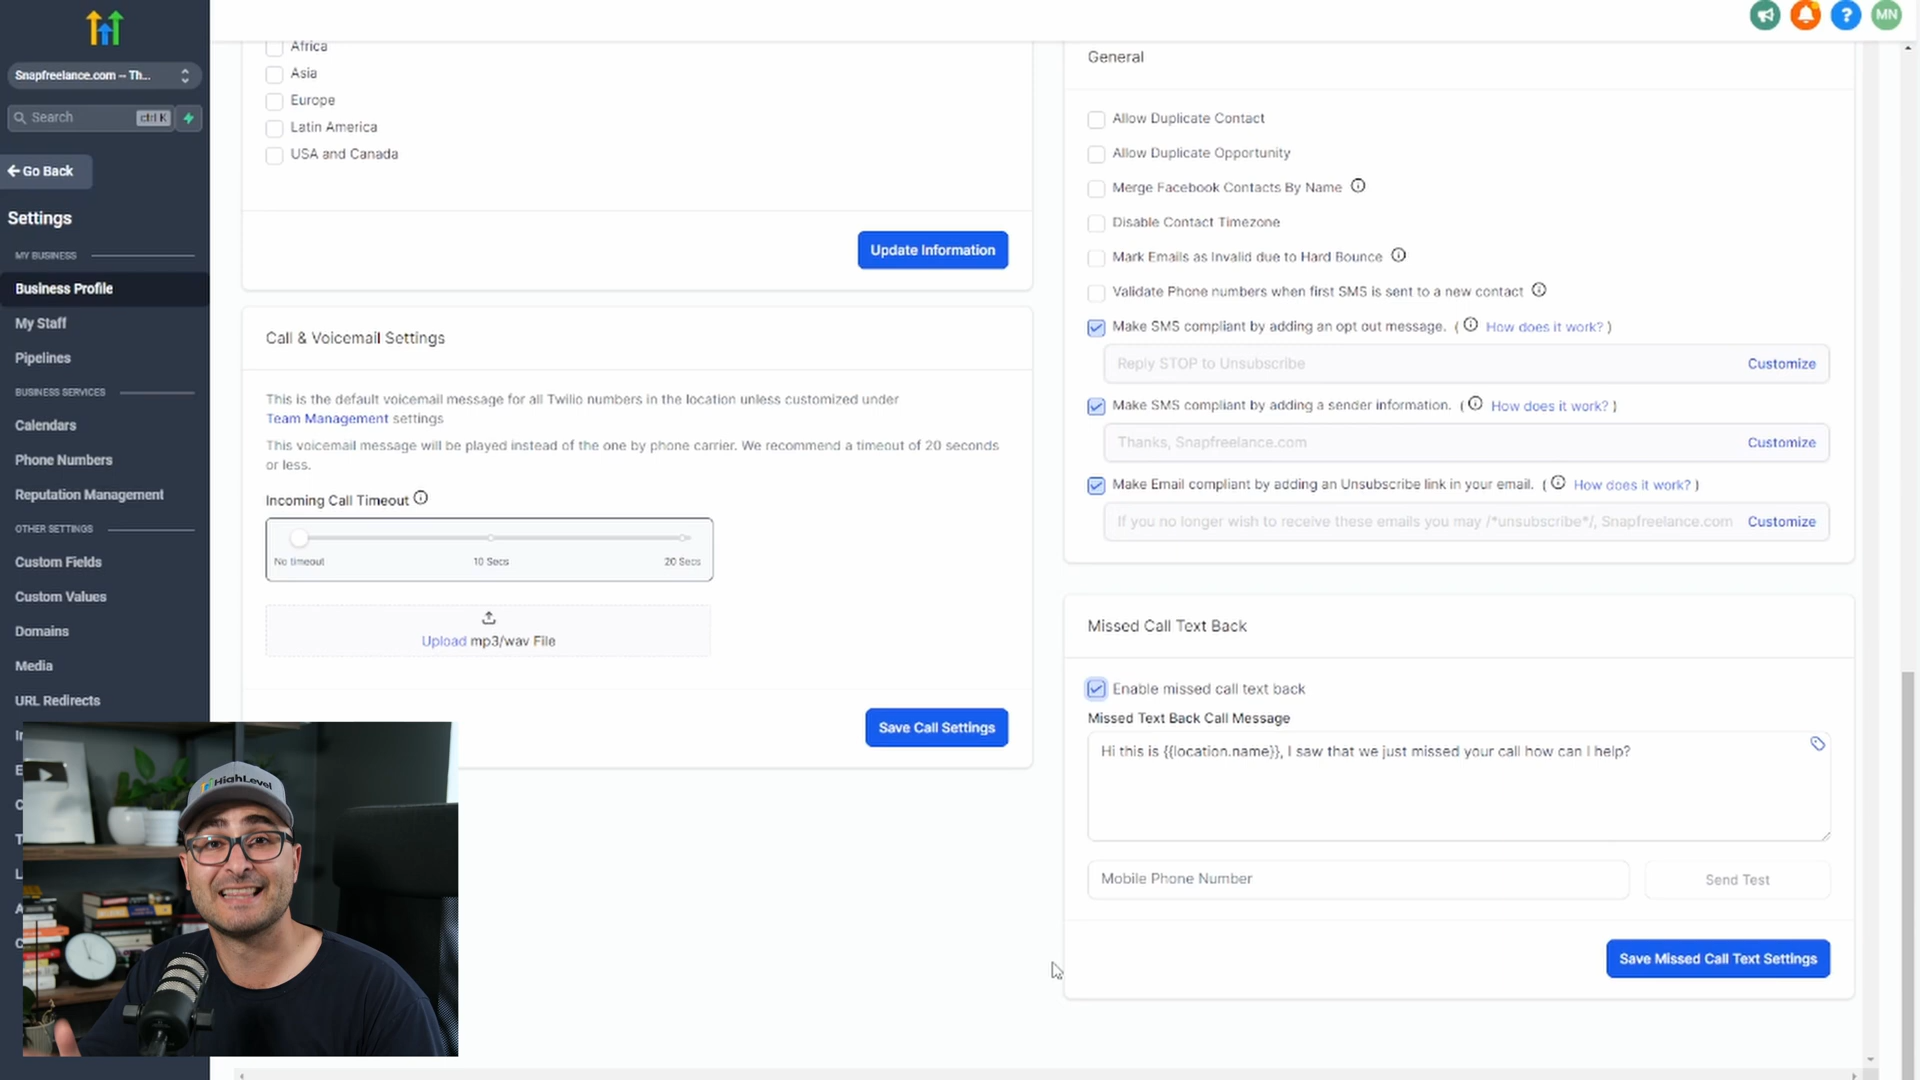 MN
Snapfreelance.com -- Th...
Search
ctrl K
Go Back
Settings
MY BUSINESS
Business Profile
My Staff
Pipelines
BUSINESS SERVICES
Calendars
Phone Numbers
Reputation Management
OTHER SETTINGS
Custom Fields
Custom Values
Domains
Media
URL Redirects
Africa
Asia
Europe
Latin America
USA and Canada
Update Information
Call & Voicemail Settings
This is the default voicemail message for all Twilio numbers in the location unless customized under
Team Management settings
This voicemail message will be played instead of the one by phone carrier. We recommend a timeout of 20 seconds
or less.
Incoming Call Timeout
No timeout
10 Secs
20 Secs
Upload mp3/wav File
Save Call Settings
General
Allow Duplicate Contact
Allow Duplicate Opportunity
Merge Facebook Contacts By Name
Disable Contact Timezone
Mark Emails as Invalid due to Hard Bounce
Validate Phone numbers when first SMS is sent to a new contact
Make SMS compliant by adding an opt out message. ( How does it work? )
Reply STOP to Unsubscribe
Customize
Make SMS compliant by adding a sender information. ( How does it work? )
Thanks, Snapfreelance.com
Customize
Make Email compliant by adding an Unsubscribe link in your email. ( How does it work? )
If you no longer wish to receive these emails you may /*unsubscribe*/, Snapfreelance.com
Customize
Missed Call Text Back
Enable missed call text back
Missed Text Back Call Message
Hi this is {{location.name}}, I saw that we just missed your call how can I help?
Mobile Phone Number
Send Test
Save Missed Call Text Settings
HighLevel